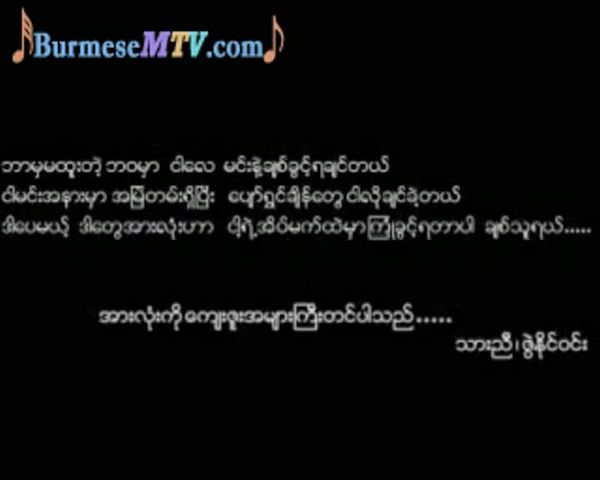 BurmeseMTV.com
ဘာမှမထူးတဲ့ ဘဝမှာ ငါလေ မင်းနဲ့ချစ်ခွင့်ရချင်တယ်
ငါမင်းအနားမှာ အမြဲတမ်းရှိပြီး ပျော်ရွှင်ချိန်တွေ ငါလိုချင်ခဲ့တယ်
ဒါပေမယ့် ဒါတွေအားလုံးဟာ ငါ့ရဲ့အိပ်မက်ထဲမှာကြုံခွင့်ရတာပါ ချစ်သူရယ်.....
အားလုံးကို ကျေးဇူးအများကြီးတင်ပါသည်.....
သားညီ၊ဇွဲနိုင်ဝင်း